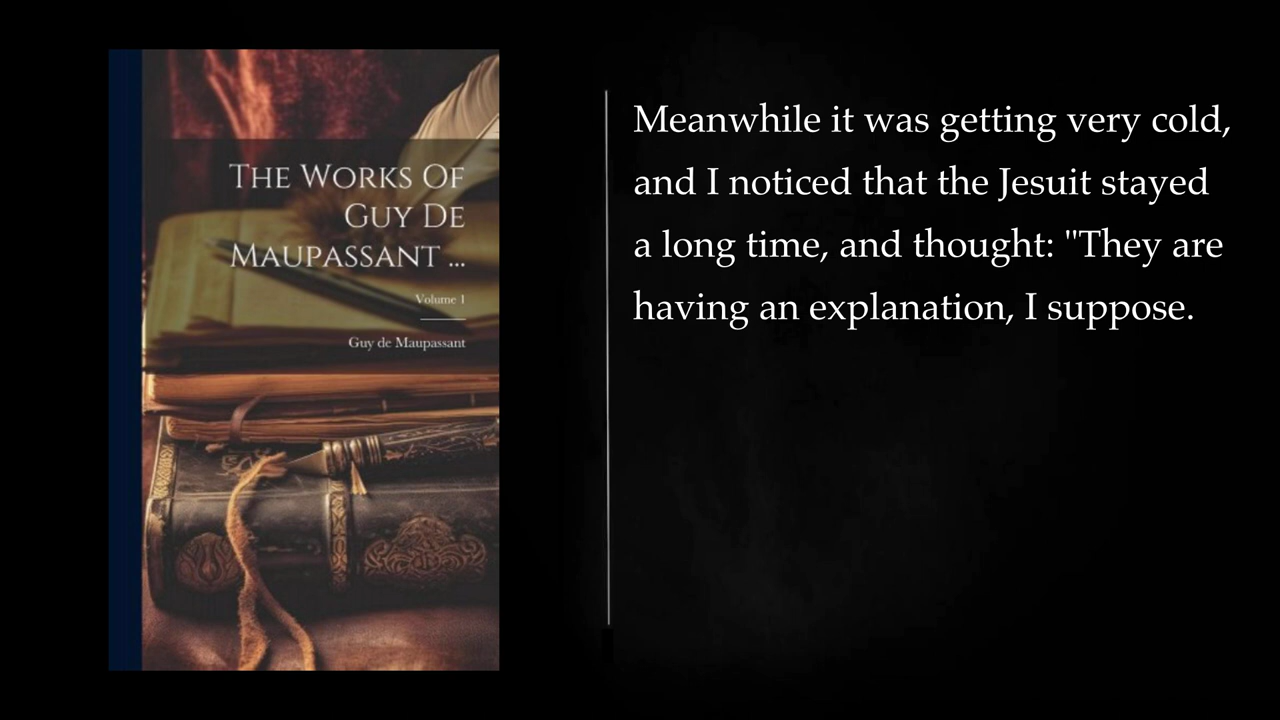 The Works Of
Guy De
Maupassant ...
Volume 1
Guy de Maupassant
Meanwhile it was getting very cold,
and I noticed that the Jesuit stayed
a long time, and thought: "They are
having an explanation, I suppose.